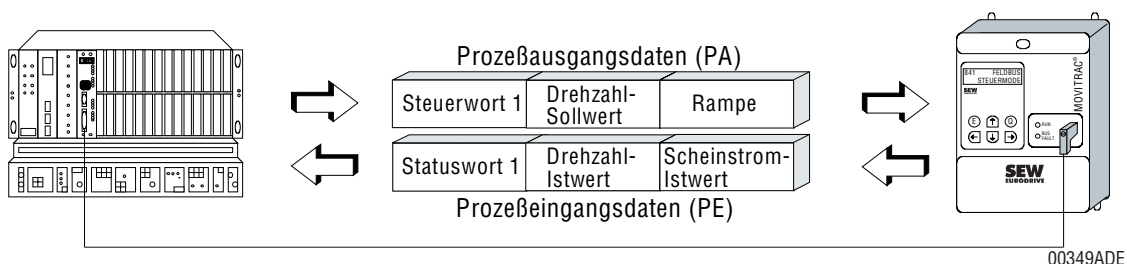 Prozeßausgangsdaten (PA)
Steuerwort 1
Drehzahl-
Sollwert
Rampe
Statuswort 1
Drehzahl-
Istwert
Scheinstrom-
Istwert
Prozeßeingangsdaten (PE)
841 FELDBUS
STEUERMODE
SEW
E Q
RUN
BUS
FAULT
MOVITRAC®
SEW
EURODRIVE
00349ADE